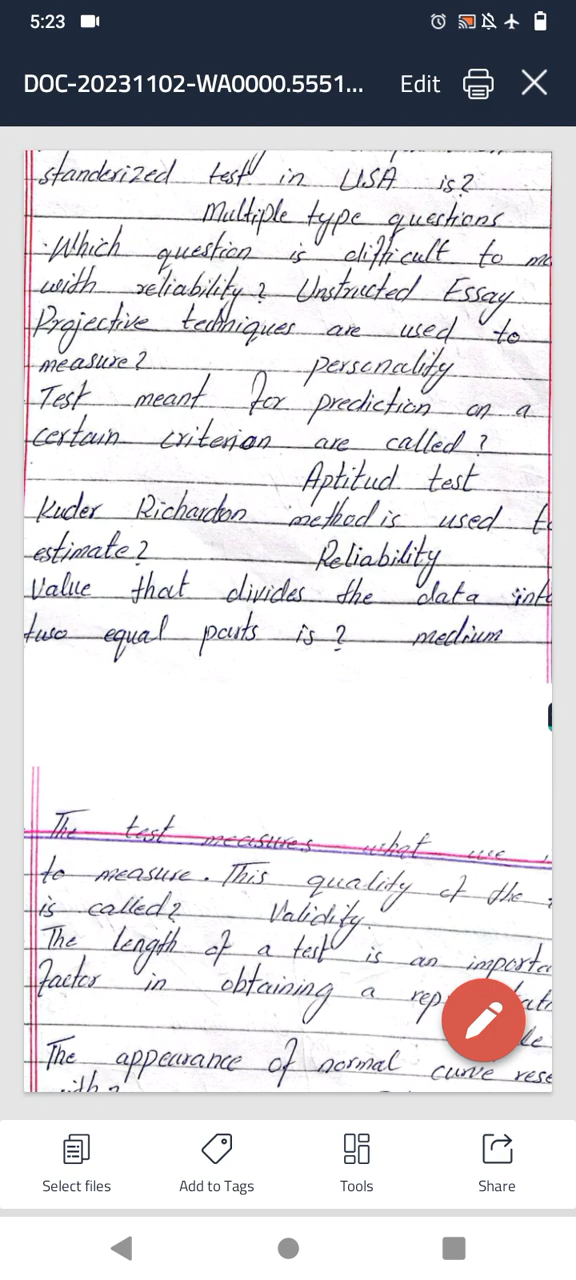 5:23
DOC-20231102-WA0000.5551... Edit
standerized test in USA is?
Multiple type questions
Which question is difficult to
with reliability? Unstructed Essay
Projective techniques are used to
measure? personality
Test meant for prediction on a
certain criterion are called?
Aptitud test
Kuder Richardon method is used
estimate? Reliability
Value that divides the data
two equal parts is? medium
The test measures what we
to measure. This quality of the
is called? Validity.
The length of a test is an
factor in obtaining a
The appearance of normal curve
Select files Add to Tags Tools Share